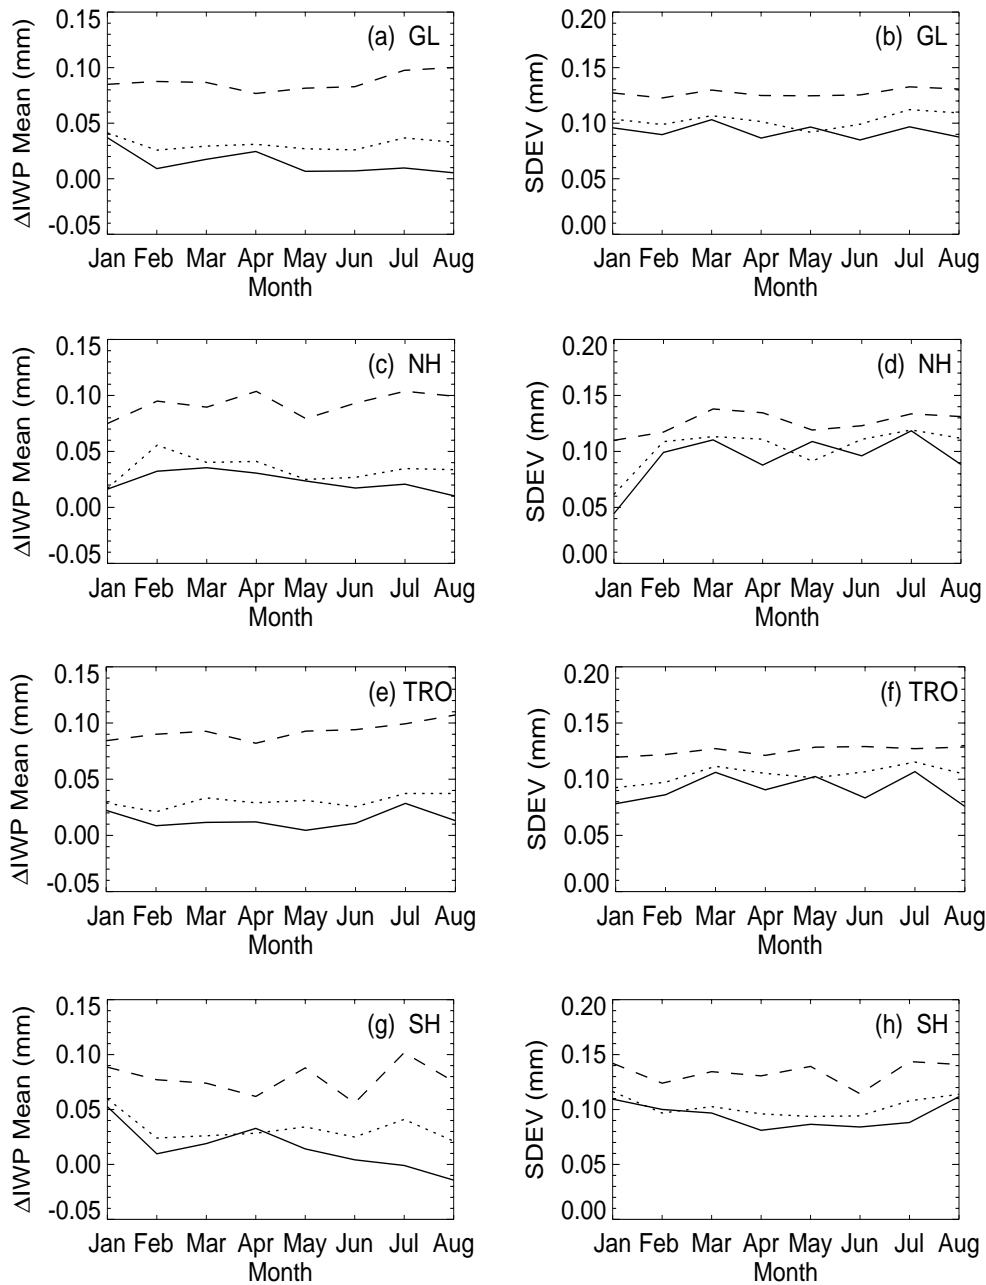 (a) GL
ΔIWP Mean (mm)
0.15
0.10
0.05
0.00
-0.05
Jan Feb Mar Apr May Jun Jul Aug
Month
(b) GL
SDEV (mm)
0.20
0.15
0.10
0.05
0.00
Jan Feb Mar Apr May Jun Jul Aug
Month
(c) NH
ΔIWP Mean (mm)
0.15
0.10
0.05
0.00
-0.05
Jan Feb Mar Apr May Jun Jul Aug
Month
(d) NH
SDEV (mm)
0.20
0.15
0.10
0.05
0.00
Jan Feb Mar Apr May Jun Jul Aug
Month
(e) TRO
ΔIWP Mean (mm)
0.15
0.10
0.05
0.00
-0.05
Jan Feb Mar Apr May Jun Jul Aug
Month
(f) TRO
SDEV (mm)
0.20
0.15
0.10
0.05
0.00
Jan Feb Mar Apr May Jun Jul Aug
Month
(g) SH
ΔIWP Mean (mm)
0.15
0.10
0.05
0.00
-0.05
Jan Feb Mar Apr May Jun Jul Aug
Month
(h) SH
SDEV (mm)
0.20
0.15
0.10
0.05
0.00
Jan Feb Mar Apr May Jun Jul Aug
Month